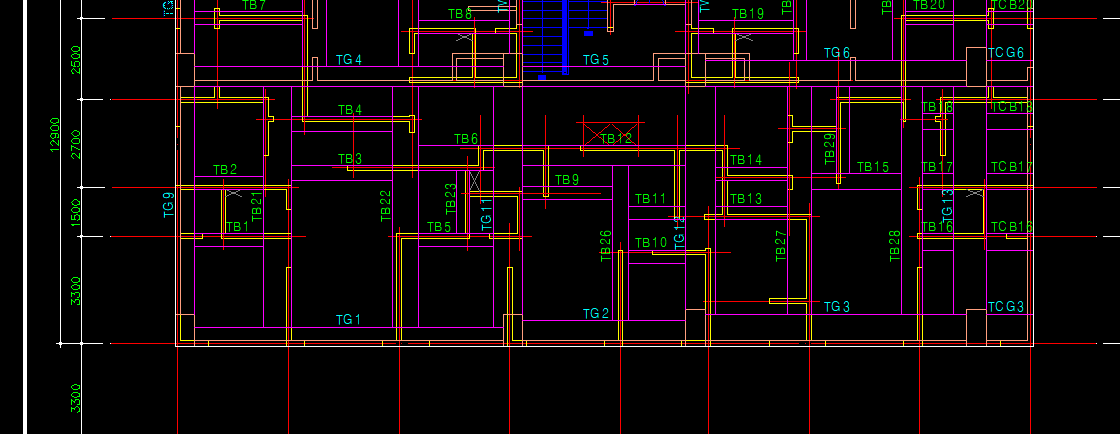 TB7
TB8
TB19
TB20
TCB20
2500
TG4
TG5
TG6
TCG6
12900
2700
TB4
TB3
TB6
TB12
TB14
TB29
TB15
TB18
TCB18
TB2
TB9
TB17
TCB17
TG9
1500
TB1
TB21
TB22
TB5
TB23
TG11
TB26
TB11
TB10
TG12
TB13
TB27
TB28
TB16
TG13
TCB16
3300
TG1
TG2
TG3
TCG3
3300